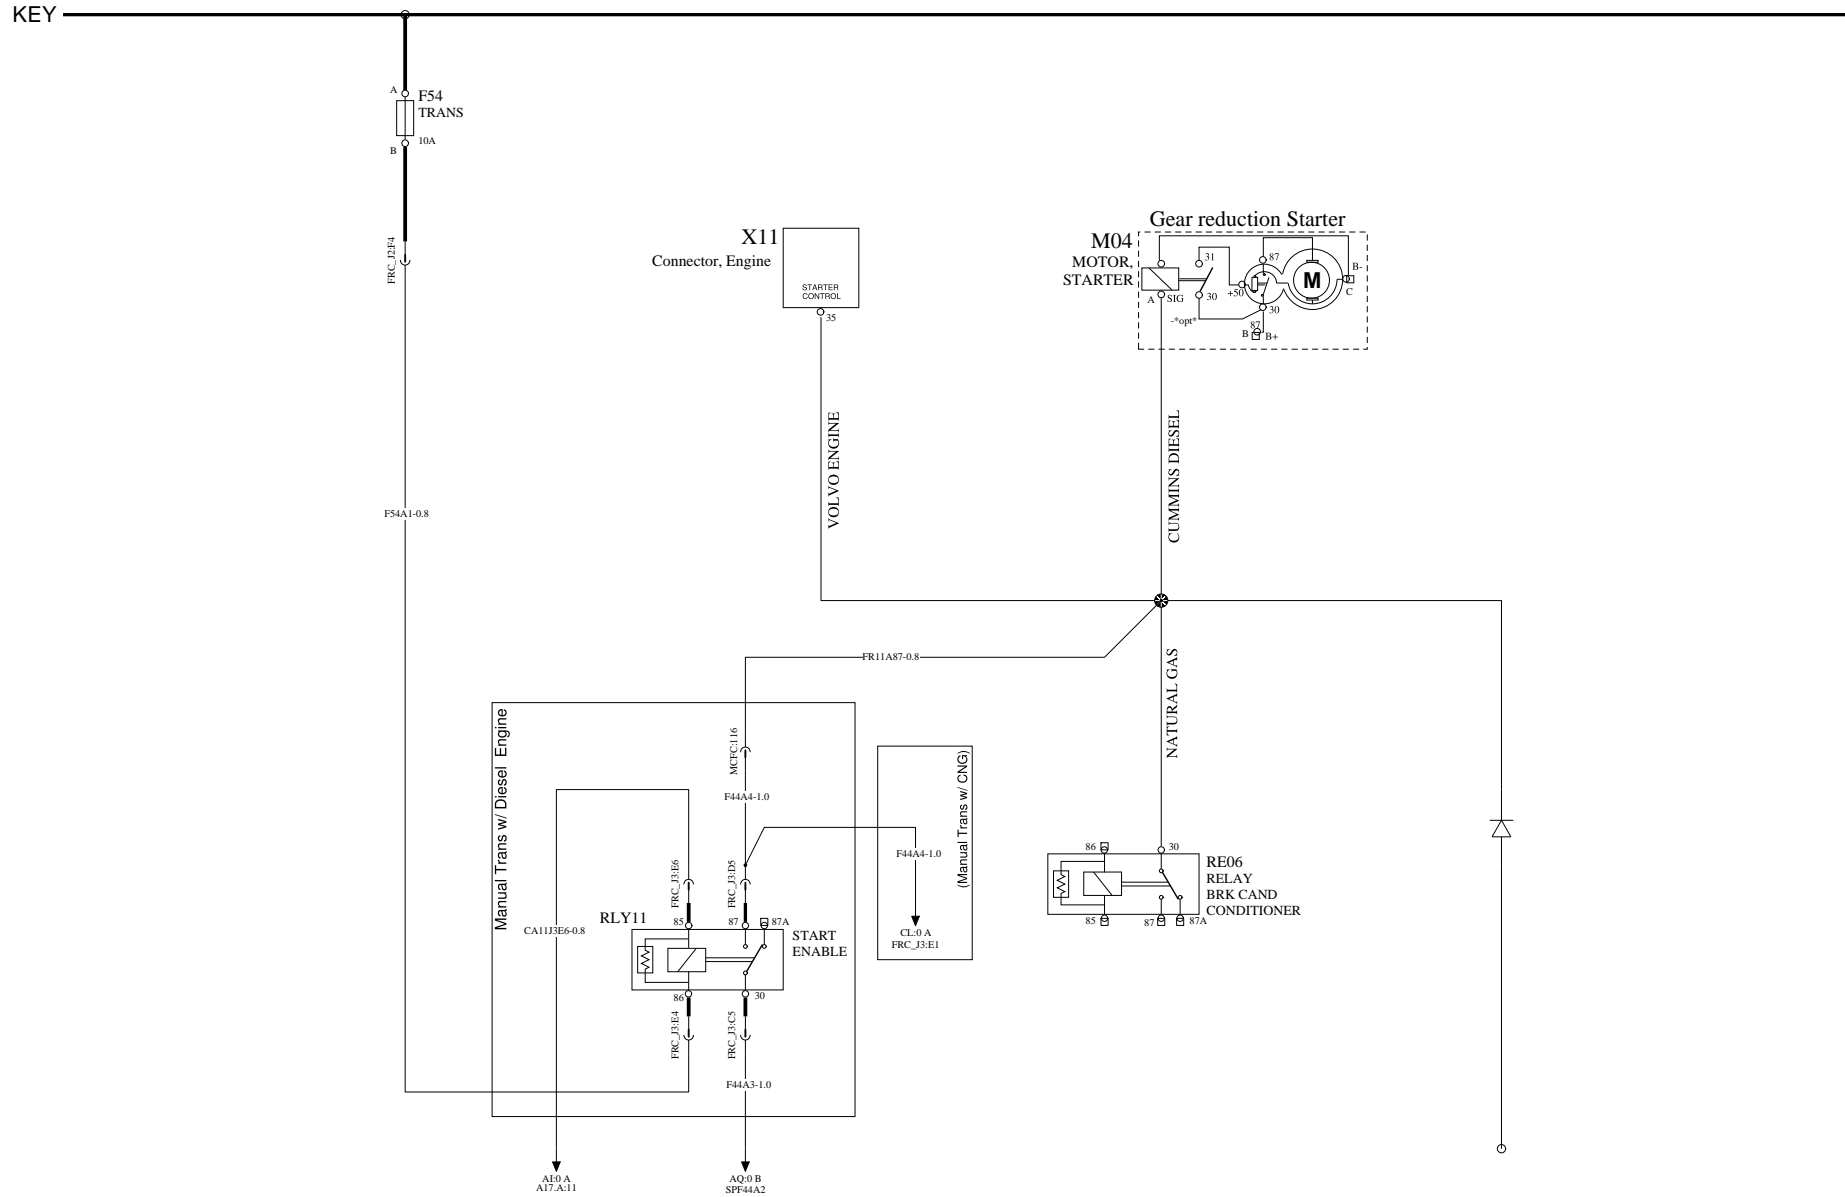 KEY
A
F54
TRANS
B
10A
FRC_J2:F4
F54A1-0.8
X11
Connector, Engine
STARTER
CONTROL
35
VOLVO ENGINE
Gear reduction Starter
M04
MOTOR,
STARTER
A
SIG
31
30
-*opt*
+50
87
30
87
B
B+
M
B-
C
CUMMINS DIESEL
FR11A87-0.8
NATURAL GAS
Manual Trans w/ Diesel Engine
MCFC:116
F44A4-1.0
(Manual Trans w/ CNG)
F44A4-1.0
CL:0 A
FRC_J3:E1
FRC_J3:E6
FRC_J3:D5
CA11J3E6-0.8
RLY11
85
87
87A
START
ENABLE
86
30
FRC_J3:E4
FRC_J3:C5
F44A3-1.0
AI:0 A
A17.A:11
AQ:0 B
SPF44A2
86
30
RE06
RELAY
BRK CAND
CONDITIONER
85
87
87A